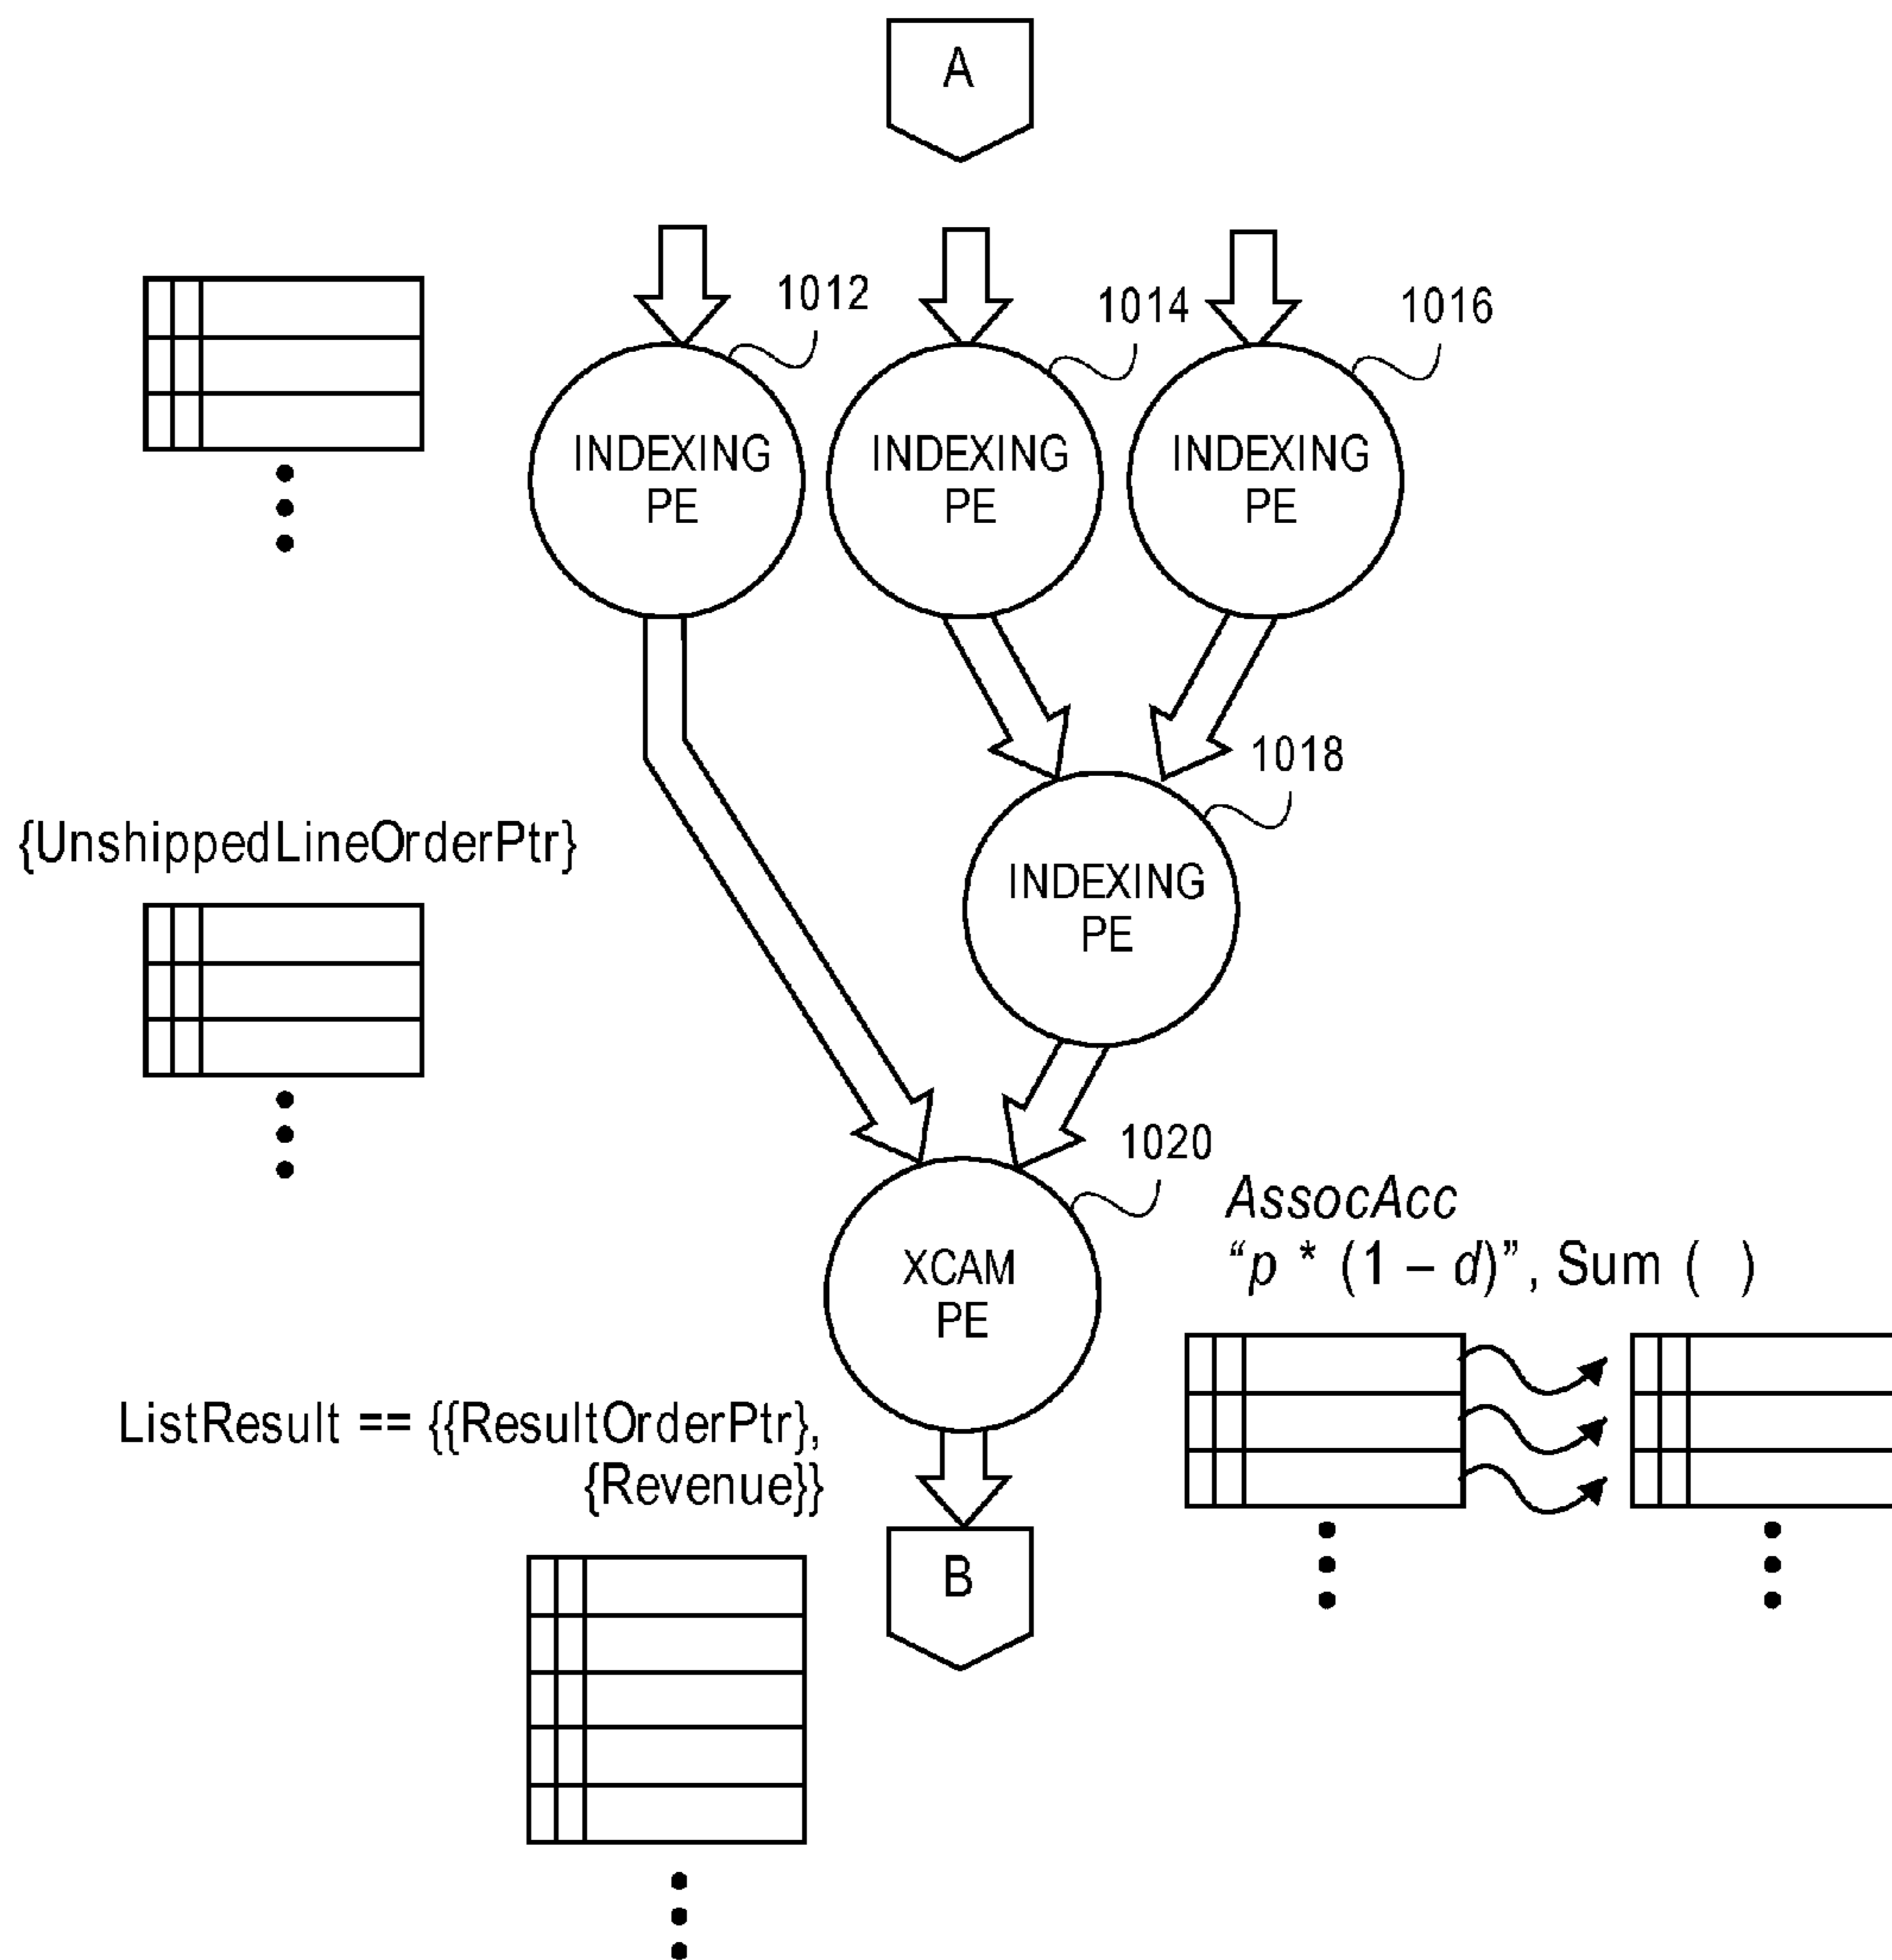 A
1012
1014
1016
INDEXING
PE
INDEXING
PE
INDEXING
PE
1018
{UnshippedLineOrderPtr}
INDEXING
PE
1020
AssocAcc
“p * (1 – d)”, Sum (  )
XCAM
PE
ListResult == {{ResultOrderPtr},
{Revenue}}
B